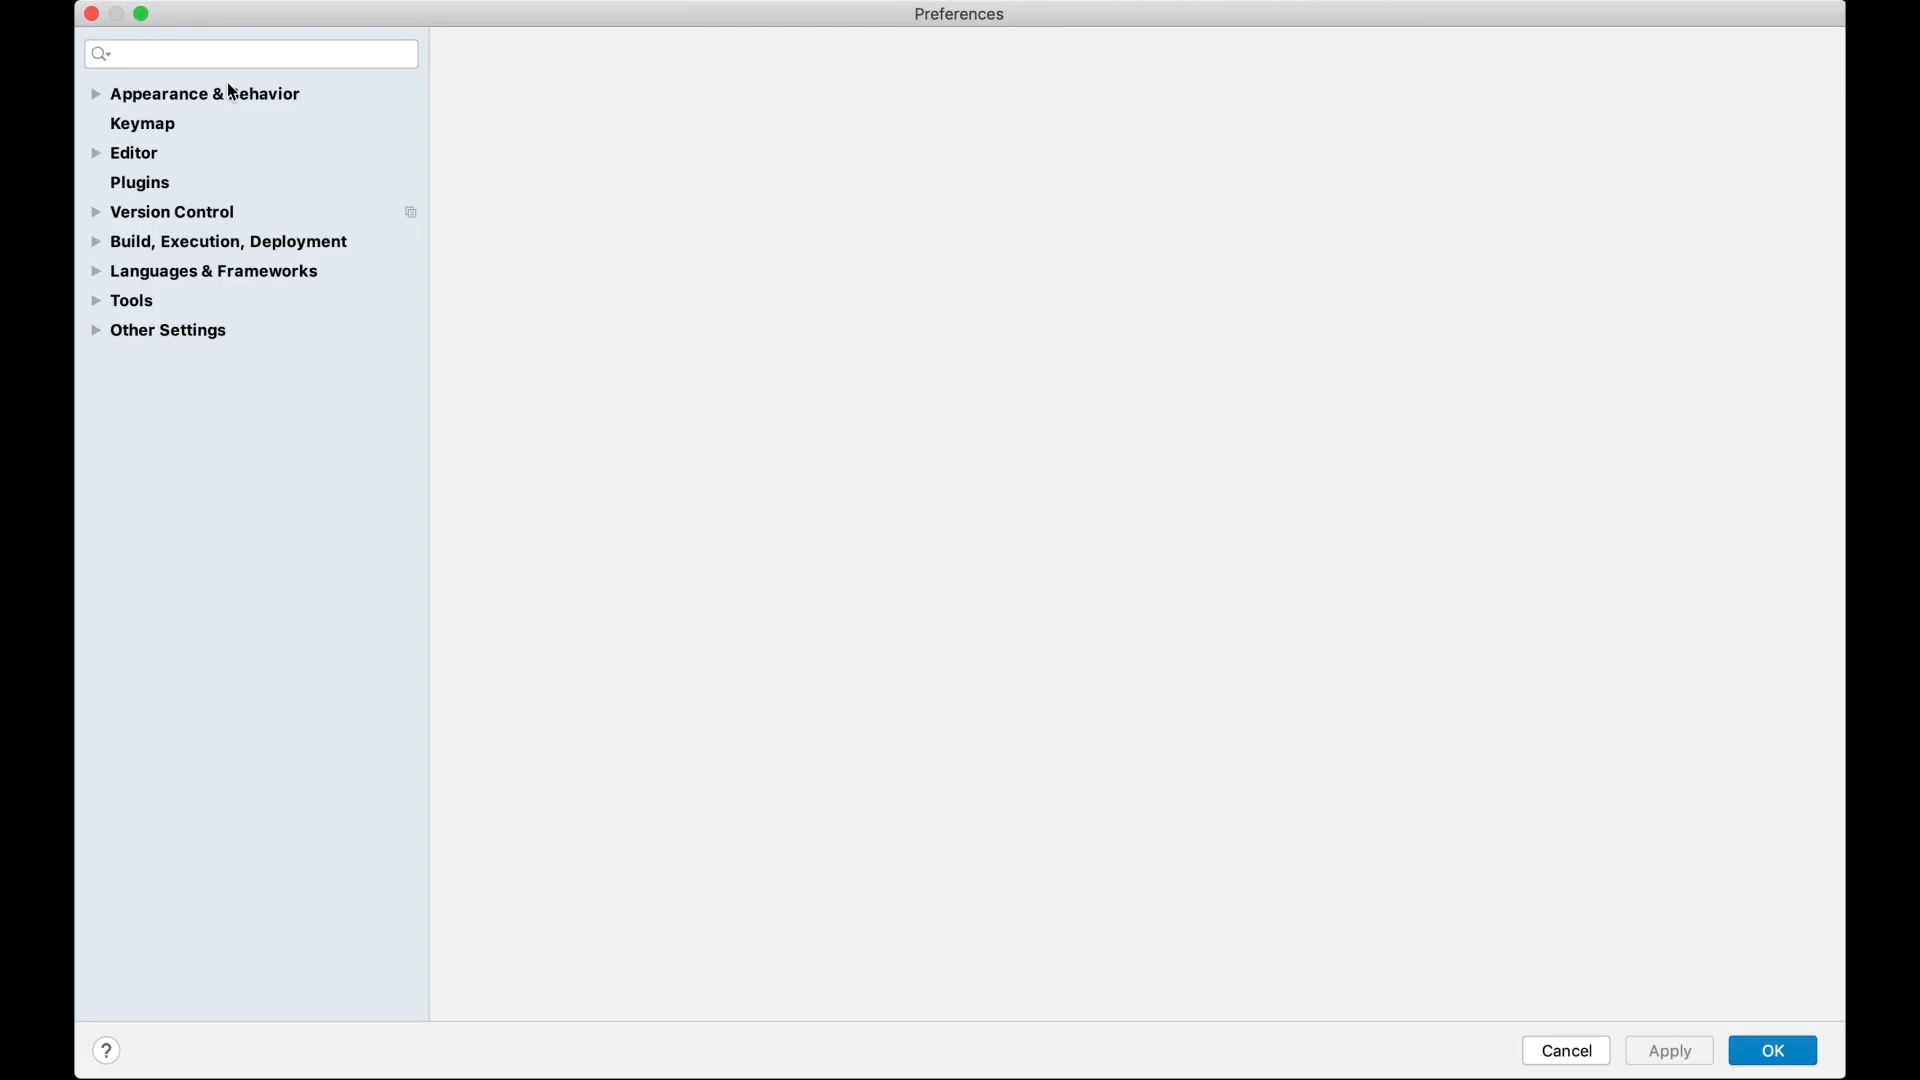 Preferences
Appearance & Behavior
Keymap
Editor
Plugins
Version Control
Build, Execution, Deployment
Languages & Frameworks
Tools
Other Settings
?
Cancel
Apply
OK